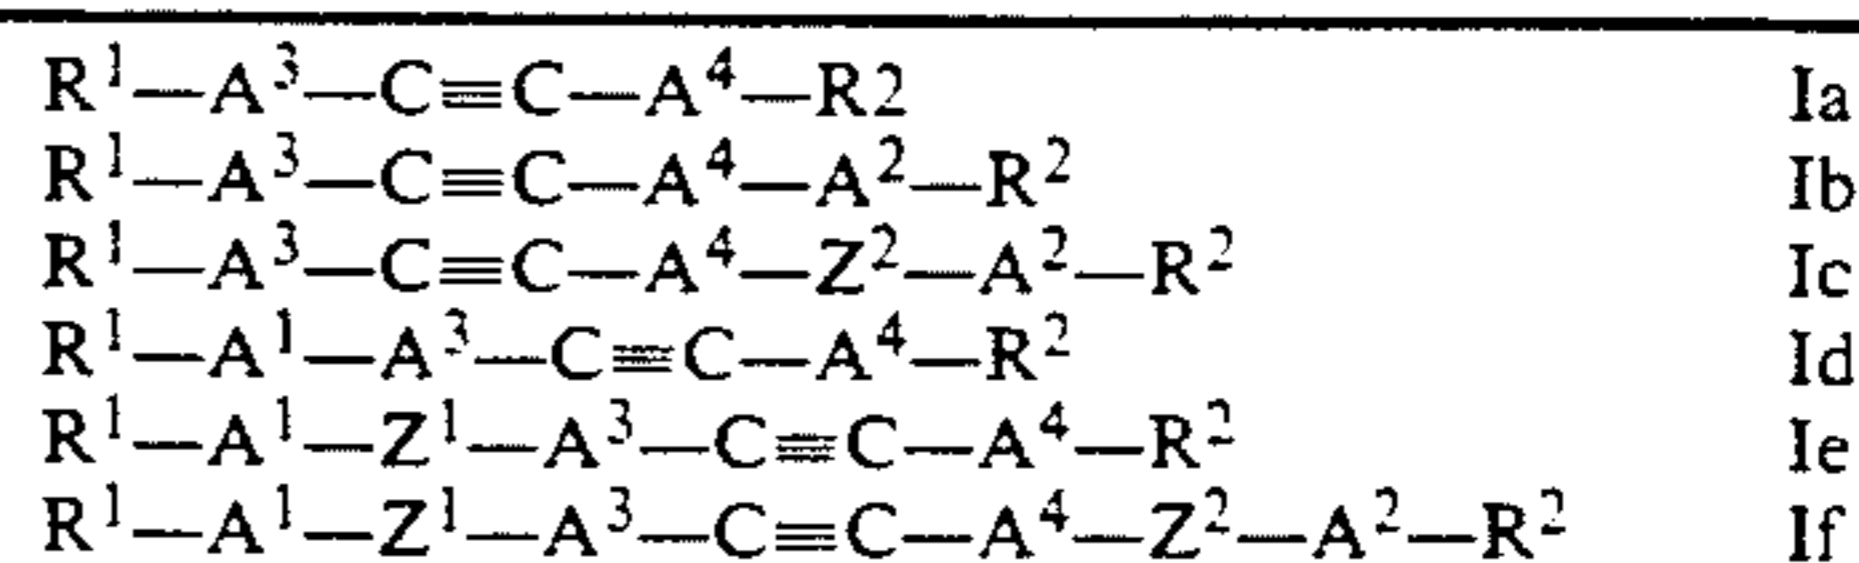 R¹—A³—C≡C—A⁴—R2 Ia
R¹—A³—C≡C—A⁴—A²—R² Ib
R¹—A³—C≡C—A⁴—Z²—A²—R² Ic
R¹—A¹—A³—C≡C—A⁴—R² Id
R¹—A¹—Z¹—A³—C≡C—A⁴—R² Ie
R¹—A¹—Z¹—A³—C≡C—A⁴—Z²—A²—R² If